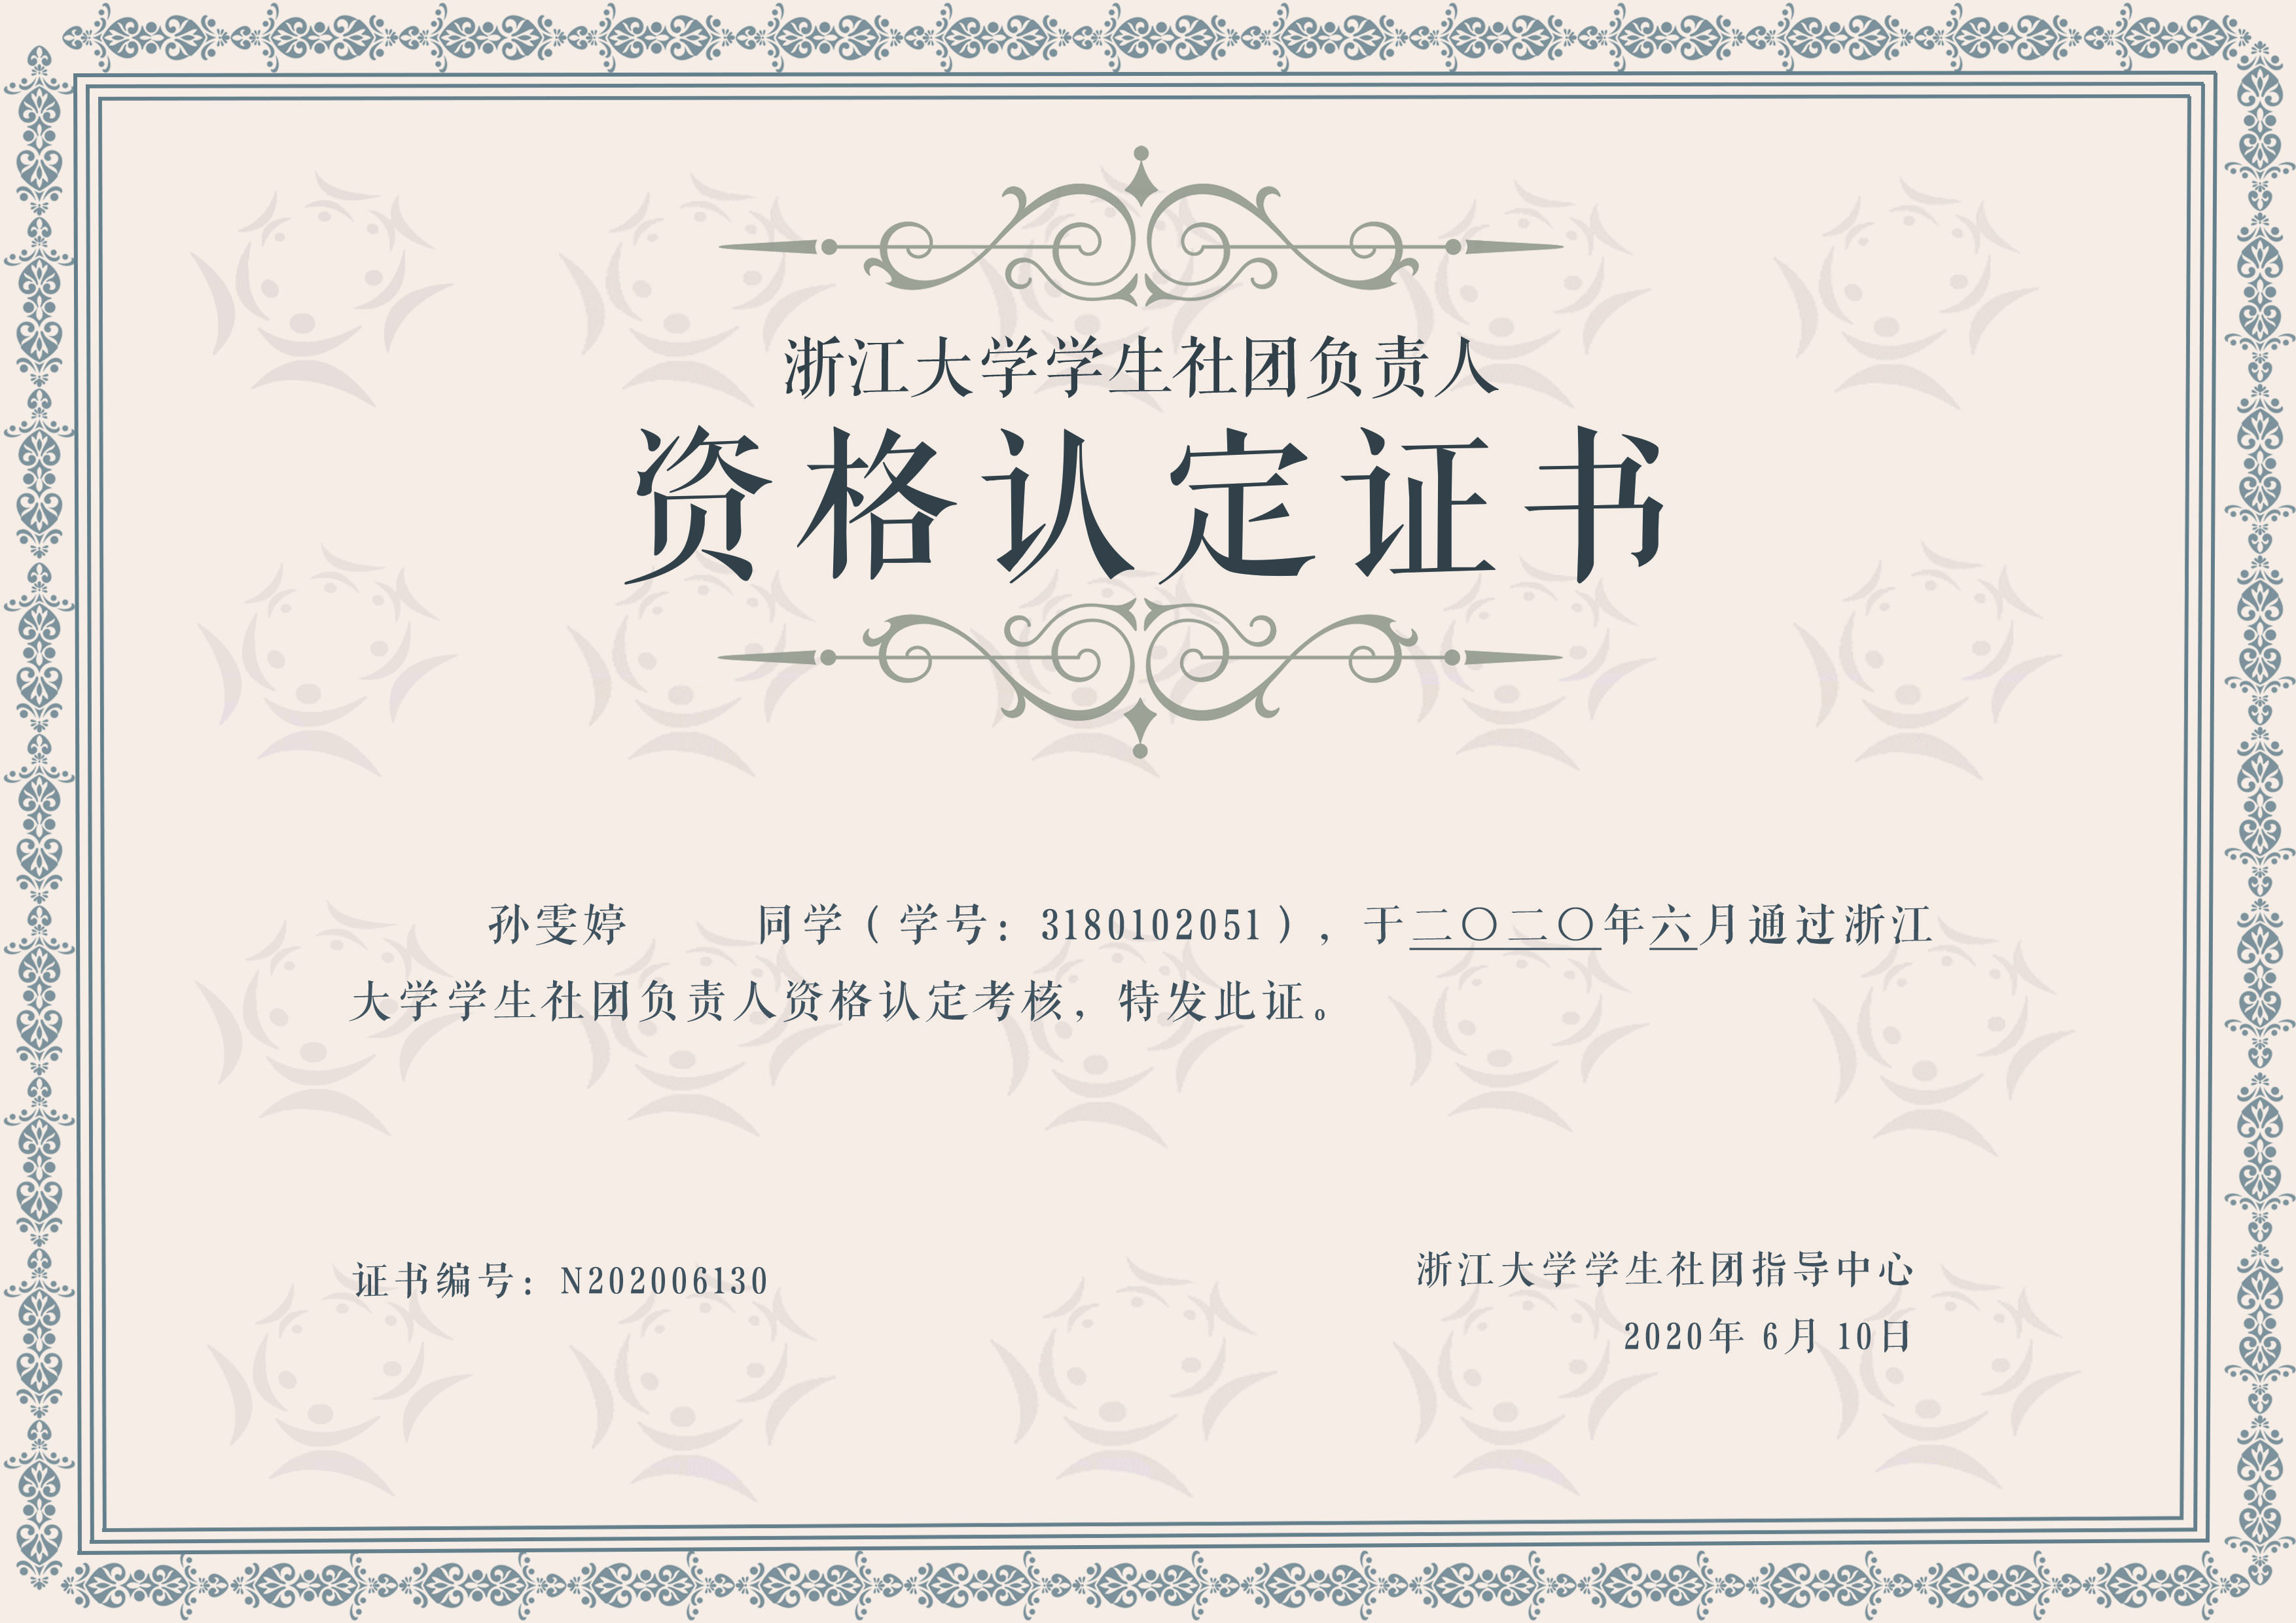 浙江大学学生社团负责人
资格认定证书
孙雯婷 同学（学号：3180102051），于二〇二〇年六月通过浙江
大学学生社团负责人资格认定考核，特发此证。
证书编号：N202006130
浙江大学学生社团指导中心
2020年 6月 10日